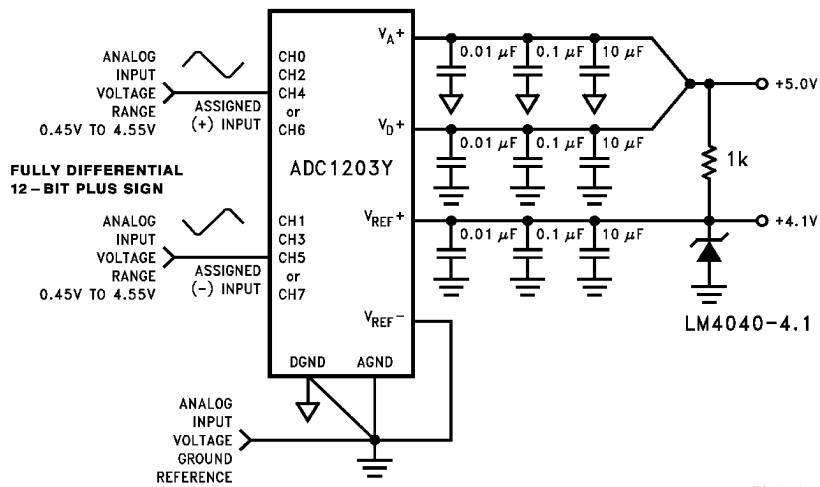 ANALOG
INPUT
VOLTAGE
RANGE
0.45V TO 4.55V
ASSIGNED
(+) INPUT
CH0
CH2
CH4
or
CH6
FULLY DIFFERENTIAL
12-BIT PLUS SIGN
ADC1203Y
ANALOG
INPUT
VOLTAGE
RANGE
0.45V TO 4.55V
ASSIGNED
(-) INPUT
CH1
CH3
CH5
or
CH7
VA+
0.01 µF
0.1 µF
10 µF
+5.0V
VD+
0.01 µF
0.1 µF
10 µF
1k
VREF+
0.01 µF
0.1 µF
10 µF
+4.1V
LM4040-4.1
VREF-
DGND
AGND
ANALOG
INPUT
VOLTAGE
GROUND
REFERENCE